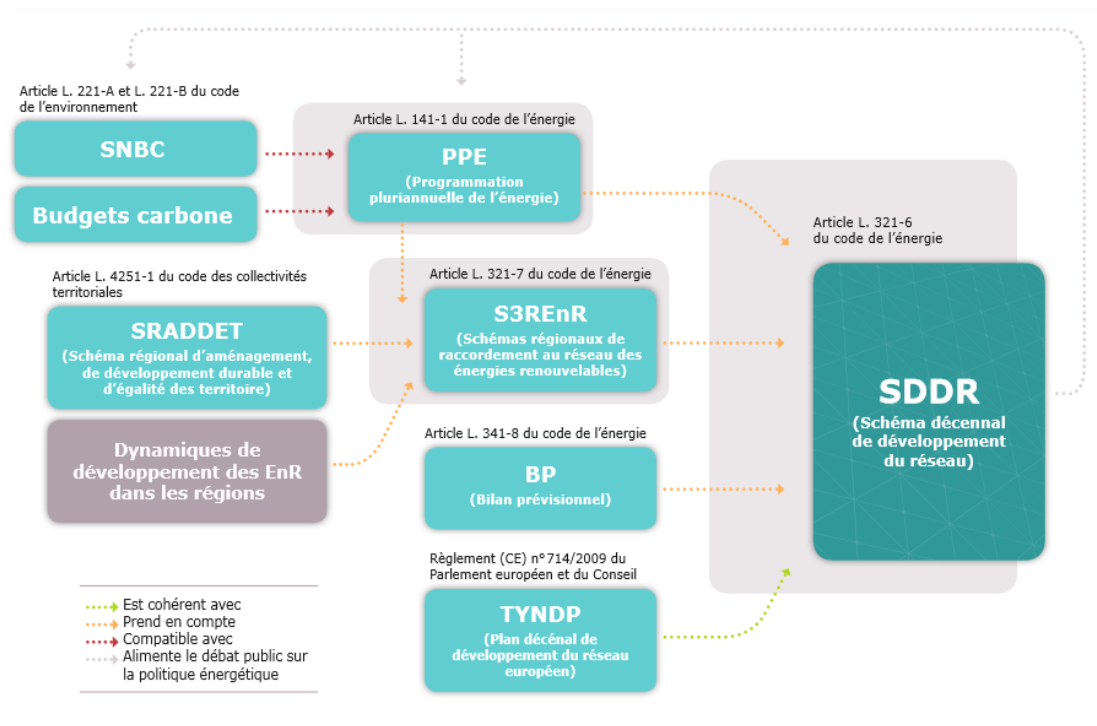 Article L. 221-A et L. 221-B du code
de l’environnement
SNBC
Budgets carbone
Article L. 141-1 du code de l’énergie
PPE
(Programmation
pluriannuelle de l’énergie)
Article L. 4251-1 du code des collectivités
territoriales
SRADDET
(Schéma régional d’aménagement,
de développement durable et
d’égalité des territoire)
Dynamiques de
développement des EnR
dans les régions
Article L. 321-7 du code de l’énergie
S3REnR
(Schémas régionaux de
raccordement au réseau des
énergies renouvelables)
Article L. 341-8 du code de l’énergie
BP
(Bilan prévisionnel)
Règlement (CE) n° 714/2009 du
Parlement européen et du Conseil
TYNDP
(Plan décénal de
développement du réseau
européen)
Article L. 321-6
du code de l’énergie
SDDR
(Schéma décennal
de développement
du réseau)
Est cohérent avec
Prend en compte
Compatible avec
Alimente le débat public sur
la politique énergétique